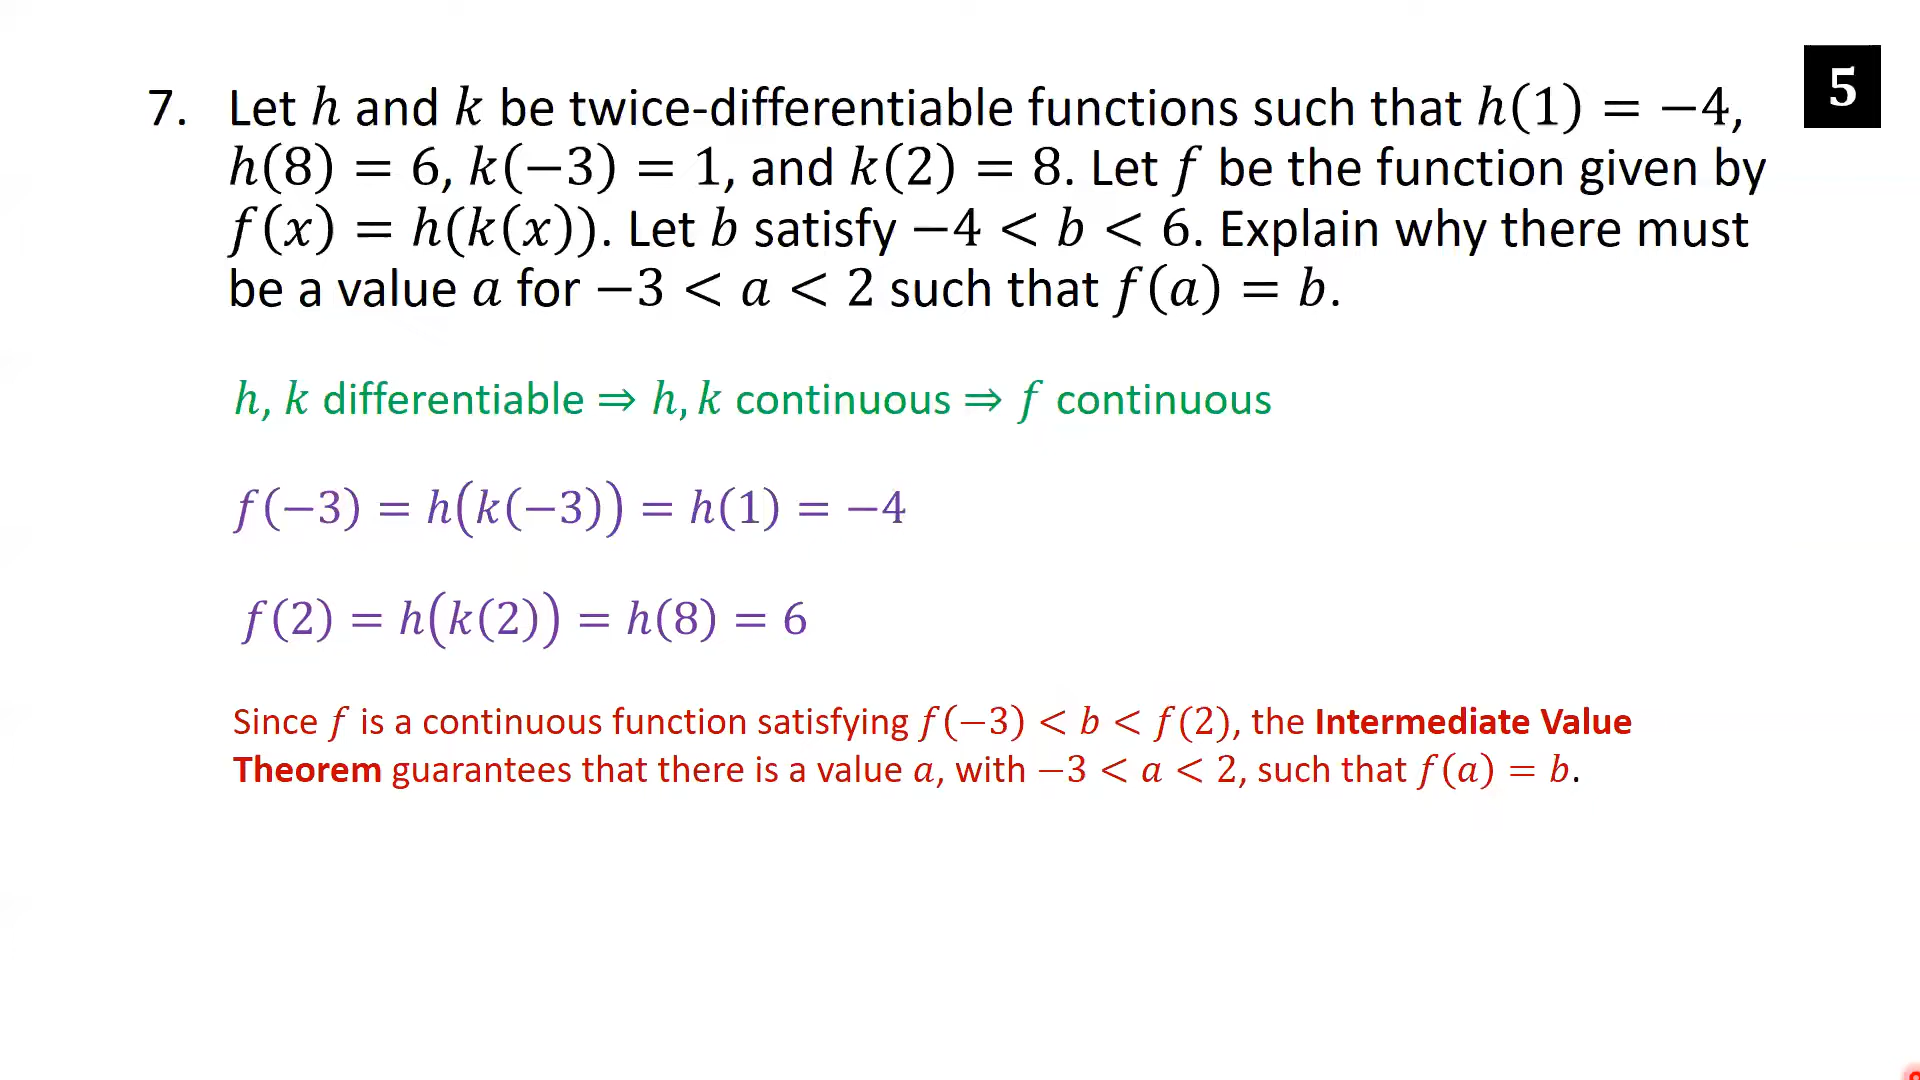 5
7. Let h and k be twice-differentiable functions such that h(1) = −4,
h(8) = 6, k(−3) = 1, and k(2) = 8. Let f be the function given by
f(x) = h(k(x)). Let b satisfy −4 < b < 6. Explain why there must
be a value a for −3 < a < 2 such that f(a) = b.
h, k differentiable ⇒ h, k continuous ⇒ f continuous
f(−3) = h(k(−3)) = h(1) = −4
f(2) = h(k(2)) = h(8) = 6
Since f is a continuous function satisfying f(−3) < b < f(2), the Intermediate Value
Theorem guarantees that there is a value a, with −3 < a < 2, such that f(a) = b.